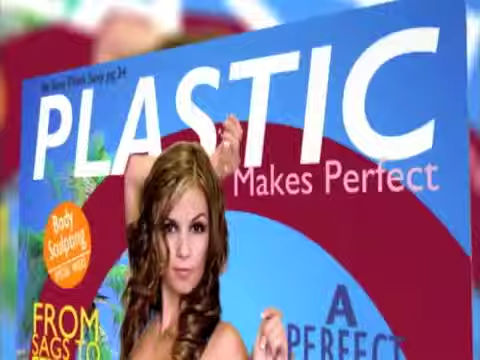 PLASTIC
Makes Perfect
Body
Sculpting
FROM
SAGS TO
A
PERFECT